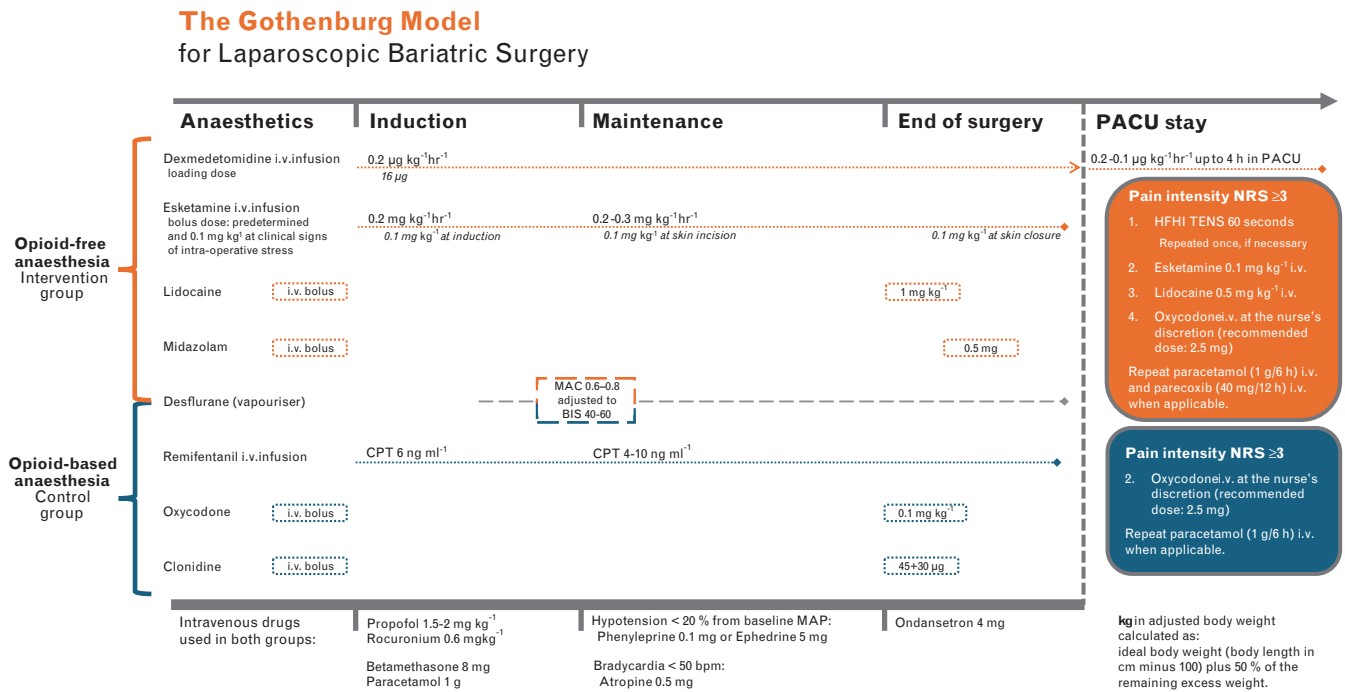 The Gothenburg Model
for Laparoscopic Bariatric Surgery
Anaesthetics
Induction
Maintenance
End of surgery
PACU stay
Opioid-free
anaesthesia
Intervention
group
Dexmedetomidine i.v.infusion
loading dose
0.2 µg kg⁻¹hr⁻¹
16 µg
0.2-0.1 µg kg⁻¹hr⁻¹ up to 4 h in PACU
Esketamine i.v.infusion
bolus dose: predetermined
and 0.1 mg kg¹ at clinical signs
of intra-operative stress
0.2 mg kg⁻¹hr⁻¹
0.1 mg kg⁻¹ at induction
0.2-0.3 mg kg⁻¹hr⁻¹
0.1 mg kg¹ at skin incision
0.1 mg kg⁻¹ at skin closure
Lidocaine
i.v. bolus
1 mg kg⁻¹
Midazolam
i.v. bolus
0.5 mg
Desflurane (vapouriser)
MAC 0.6–0.8
adjusted to
BIS 40-60
Opioid-based
anaesthesia
Control
group
Remifentanil i.v.infusion
CPT 6 ng ml⁻¹
CPT 4-10 ng ml⁻¹
Oxycodone
i.v. bolus
0.1 mg kg⁻¹
Clonidine
i.v. bolus
45+30 µg
Pain intensity NRS ≥3
1. HFHI TENS 60 seconds
Repeated once, if necessary
2. Esketamine 0.1 mg kg⁻¹ i.v.
3. Lidocaine 0.5 mg kg⁻¹ i.v.
4. Oxycodonei.v. at the nurse's
discretion (recommended
dose: 2.5 mg)
Repeat paracetamol (1 g/6 h) i.v.
and parecoxib (40 mg/12 h) i.v.
when applicable.
Pain intensity NRS ≥3
2. Oxycodonei.v. at the nurse's
discretion (recommended
dose: 2.5 mg)
Repeat paracetamol (1 g/6 h) i.v.
when applicable.
Intravenous drugs
used in both groups:
Propofol 1.5-2 mg kg⁻¹
Rocuronium 0.6 mgkg⁻¹
Betamethasone 8 mg
Paracetamol 1 g
Hypotension < 20 % from baseline MAP:
Phenyleprine 0.1 mg or Ephedrine 5 mg
Bradycardia < 50 bpm:
Atropine 0.5 mg
Ondansetron 4 mg
kg in adjusted body weight
calculated as:
ideal body weight (body length in
cm minus 100) plus 50 % of the
remaining excess weight.